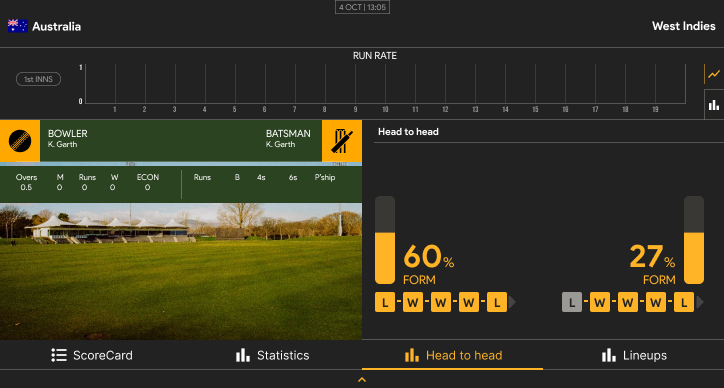 4 OCT | 13:05
Australia
West Indies
RUN RATE
1st INNS
1
0
1 2 3 4 5 6 7 8 9 10 11 12 13 14 15 16 17 18 19
BOWLER
K. Garth
BATSMAN
K. Garth
Head to head
Overs M Runs W ECON Runs B 4s 6s P'ship
0.5 0 0 0 0
60%
FORM
27%
FORM
L W W W L
L W W W L
ScoreCard
Statistics
Head to head
Lineups